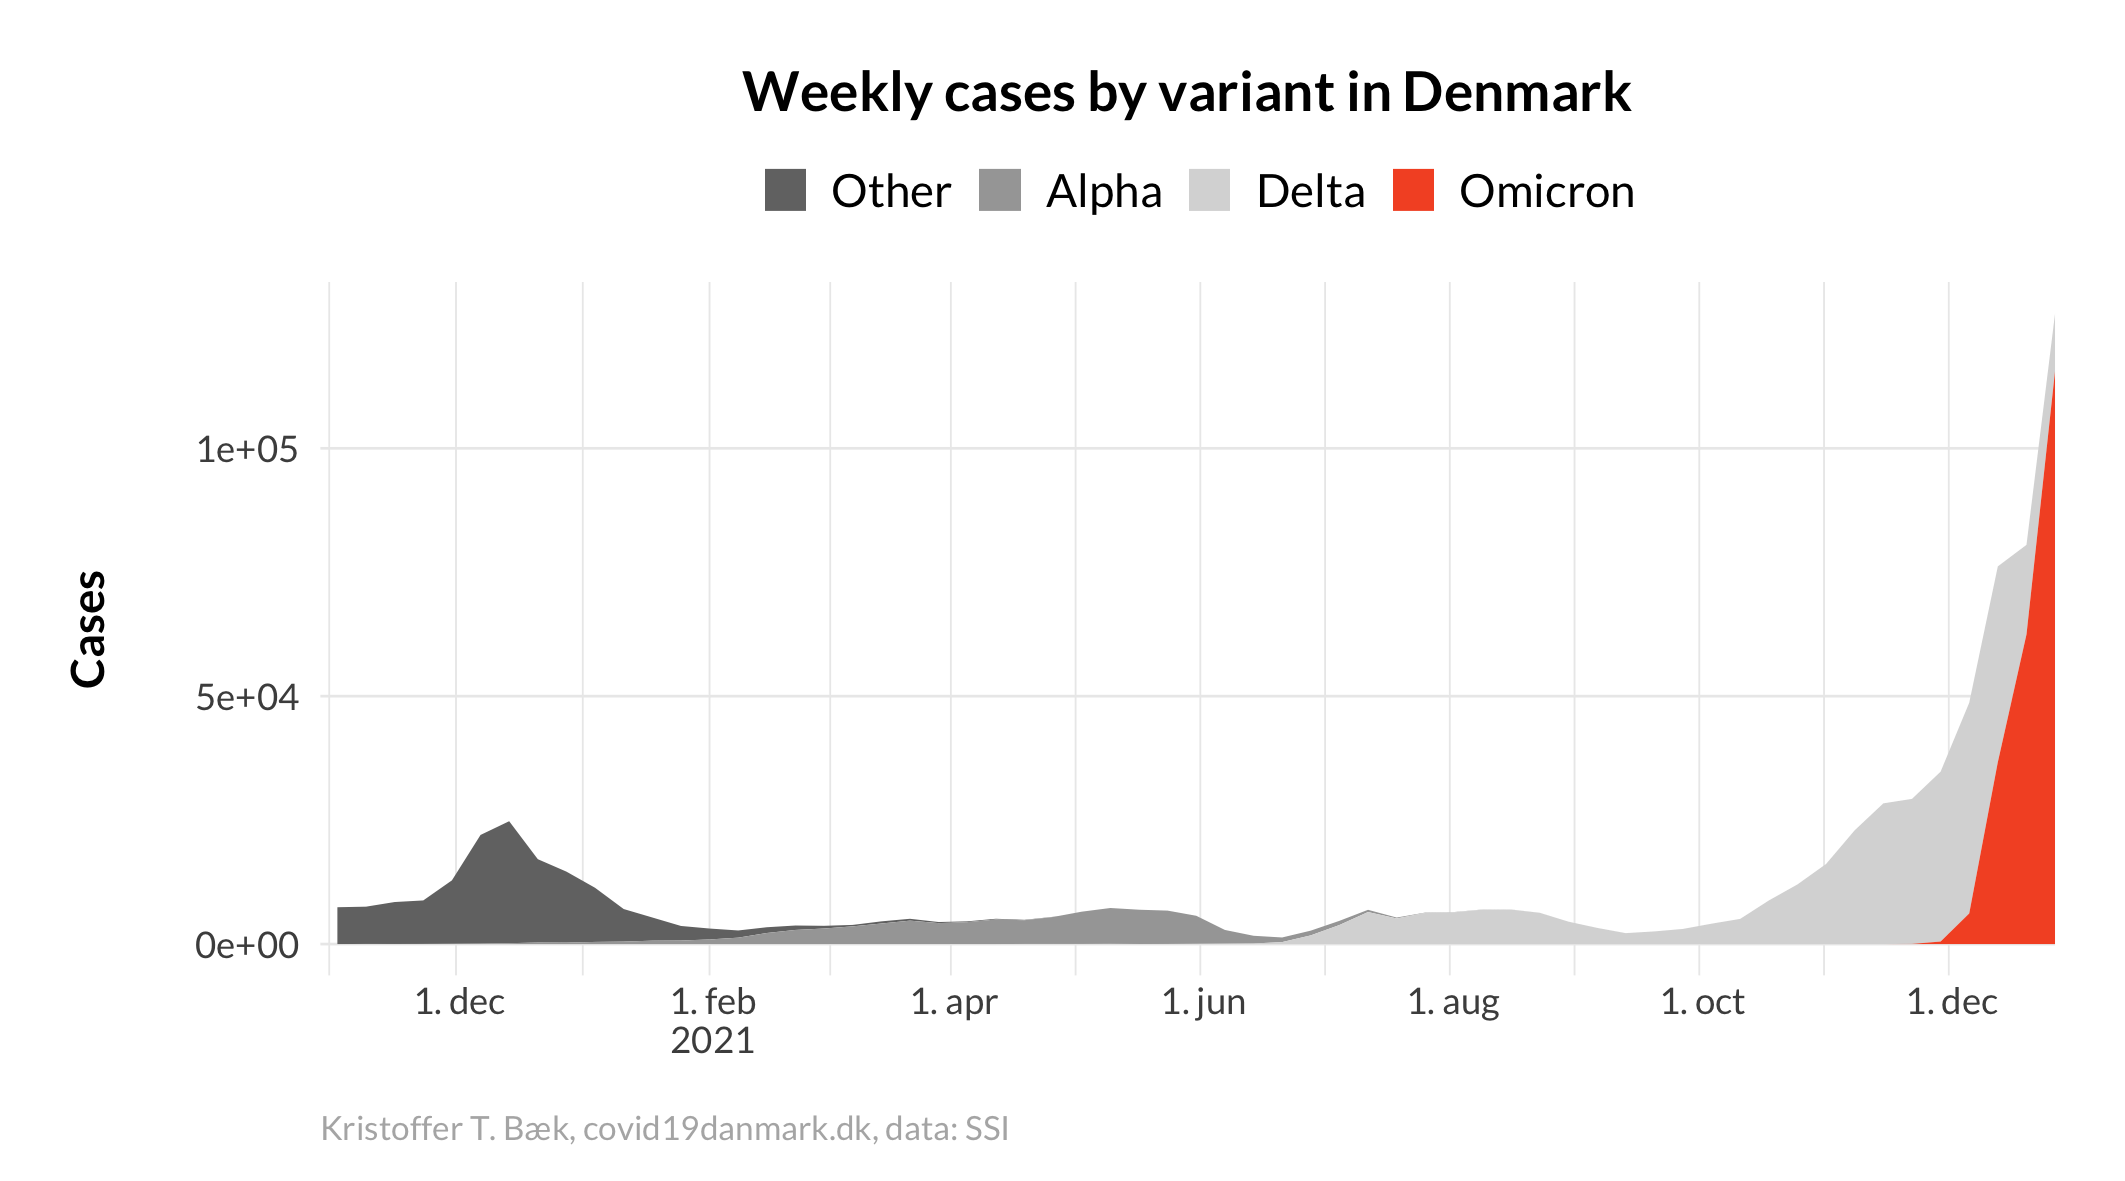 Weekly cases by variant in Denmark
Other Alpha Delta Omicron
Cases
1e+05
5e+04
0e+00
1. dec 1. feb 1. apr 1. jun 1. aug 1. oct 1. dec
2021
Kristoffer T. Bæk, covid19danmark.dk, data: SSI